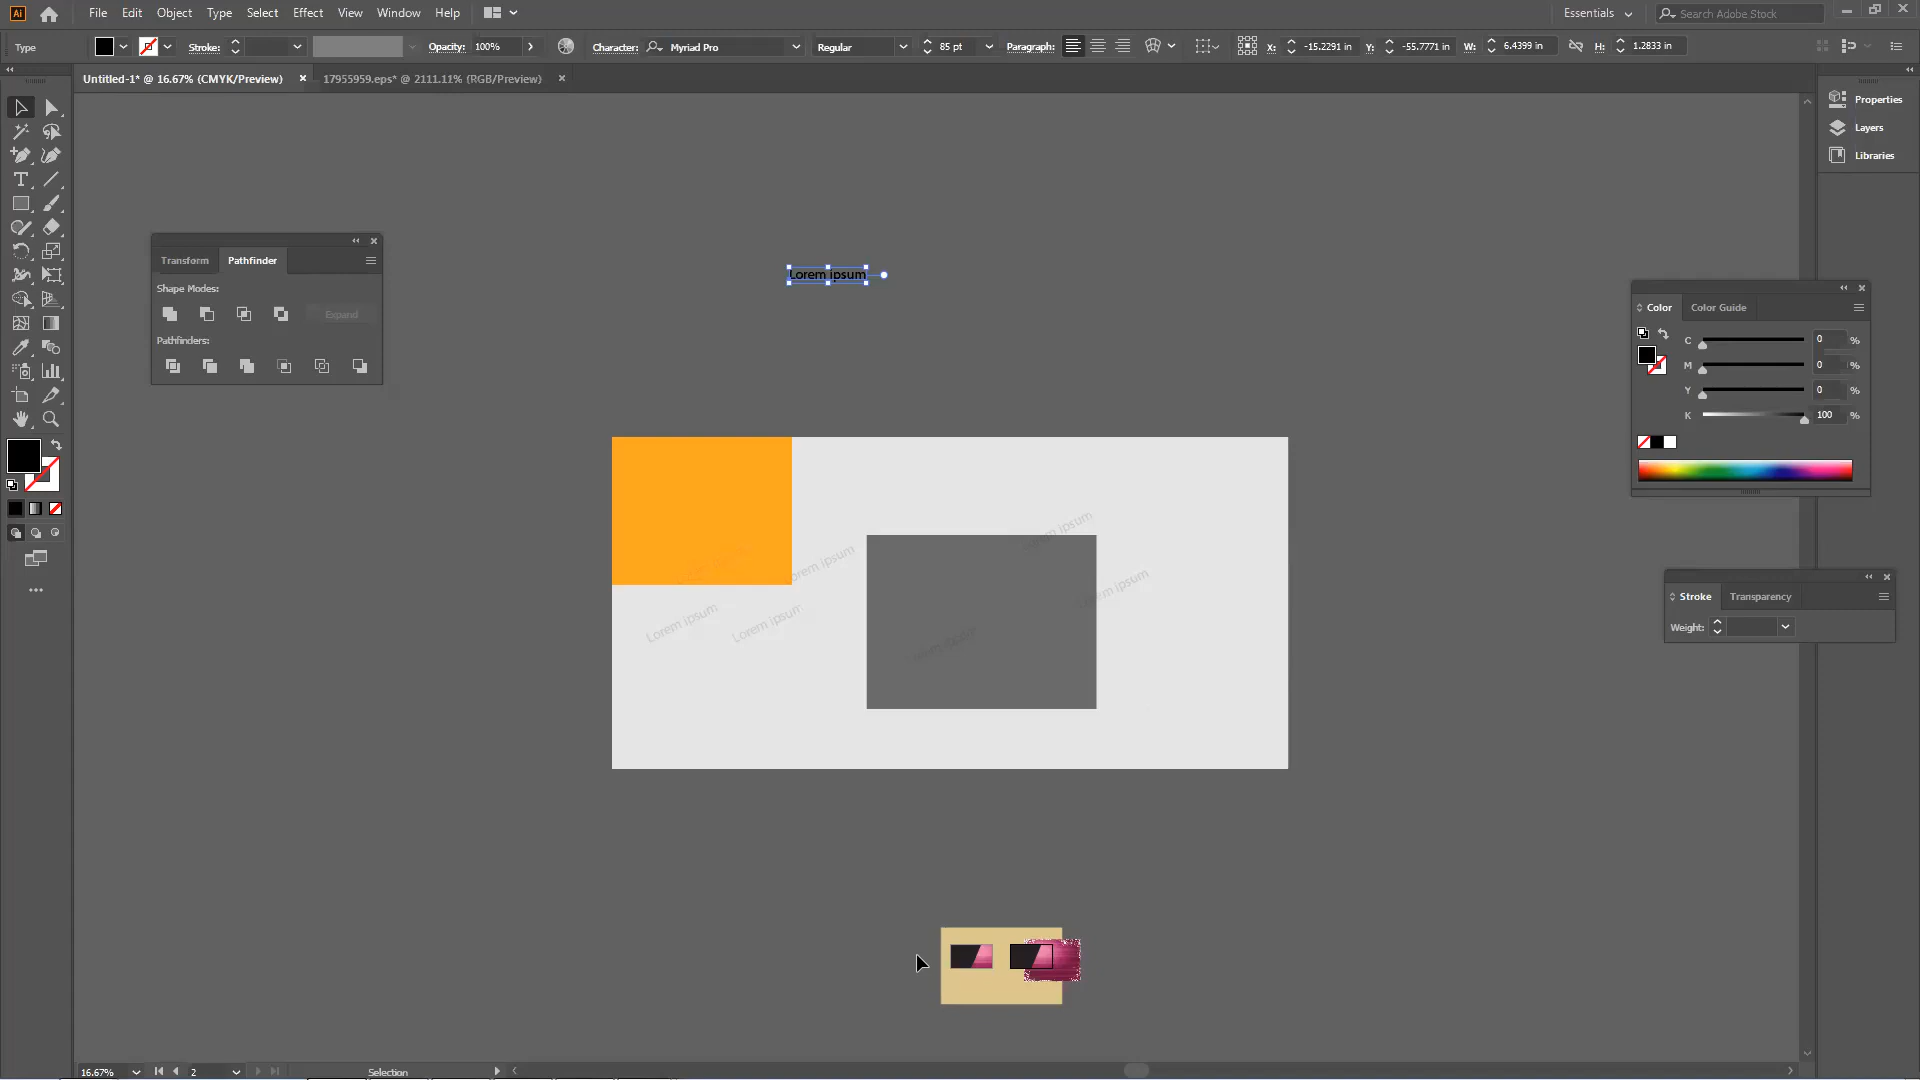 Ai File Edit Object Type Select Effect View Window Help Essentials Search Adobe Stock
Type Stroke: Opacity: 100% Character: Myriad Pro Regular 85 pt Paragraph: X: -15.2291 in Y: -55.7771 in W: 6.4399 in H: 1.2833 in
Untitled-1* @ 16.67% (CMYK/Preview) × 17955959.eps* @ 2111.11% (RGB/Preview) ×
Properties
Layers
Libraries
Transform Pathfinder
Shape Modes:
Expand
Pathfinders:
Lorem ipsum
Color Color Guide
C 0 %
M 0 %
Y 0 %
K 100 %
Lorem ipsum
Lorem ipsum
Lorem ipsum
Lorem ipsum
Lorem ipsum
Stroke Transparency
Weight:
16.67% 2 Selection